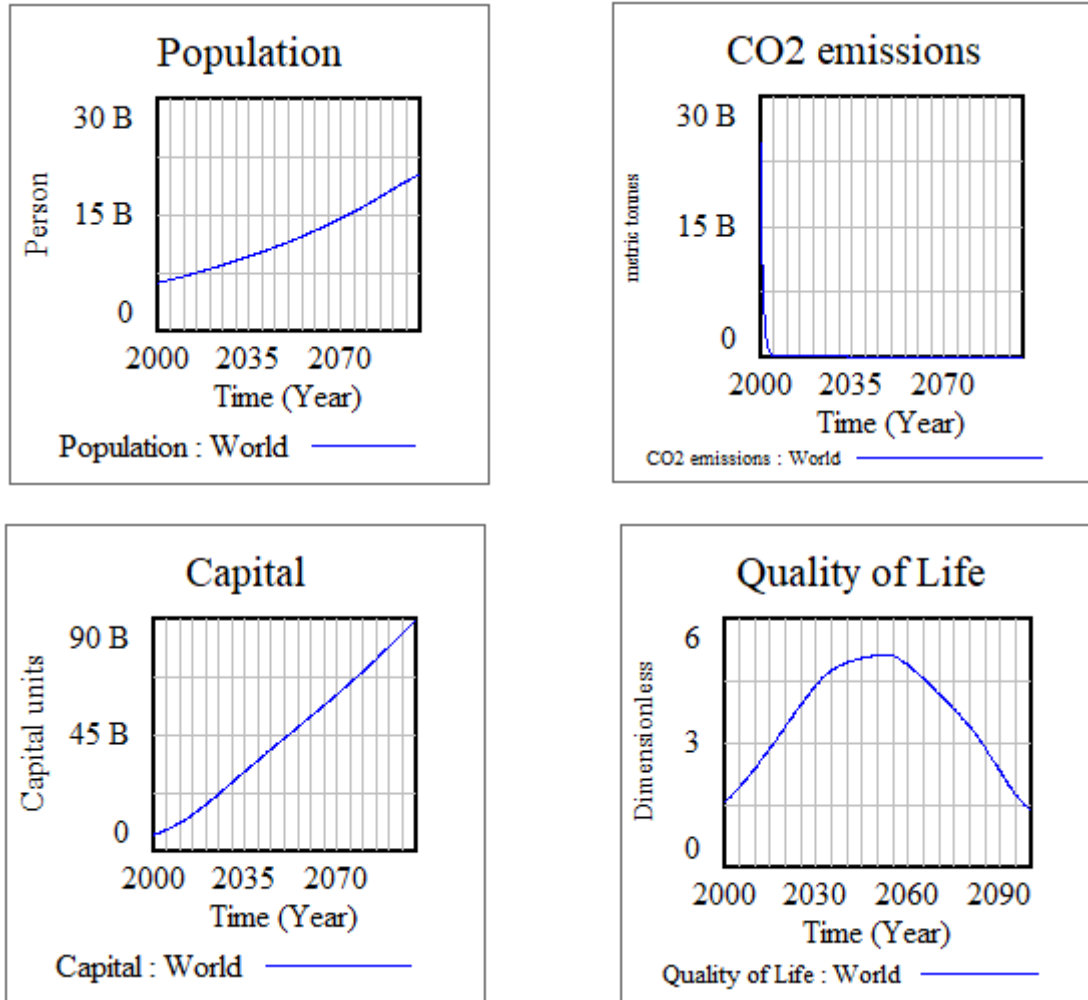 Population
30 B
15 B
0
Person
2000 2035 2070
Time (Year)
Population : World
CO2 emissions
30 B
15 B
0
metric tonnes
2000 2035 2070
Time (Year)
CO2 emissions : World
Capital
90 B
45 B
0
Capital units
2000 2035 2070
Time (Year)
Capital : World
Quality of Life
6
3
0
Dimensionless
2000 2030 2060 2090
Time (Year)
Quality of Life : World